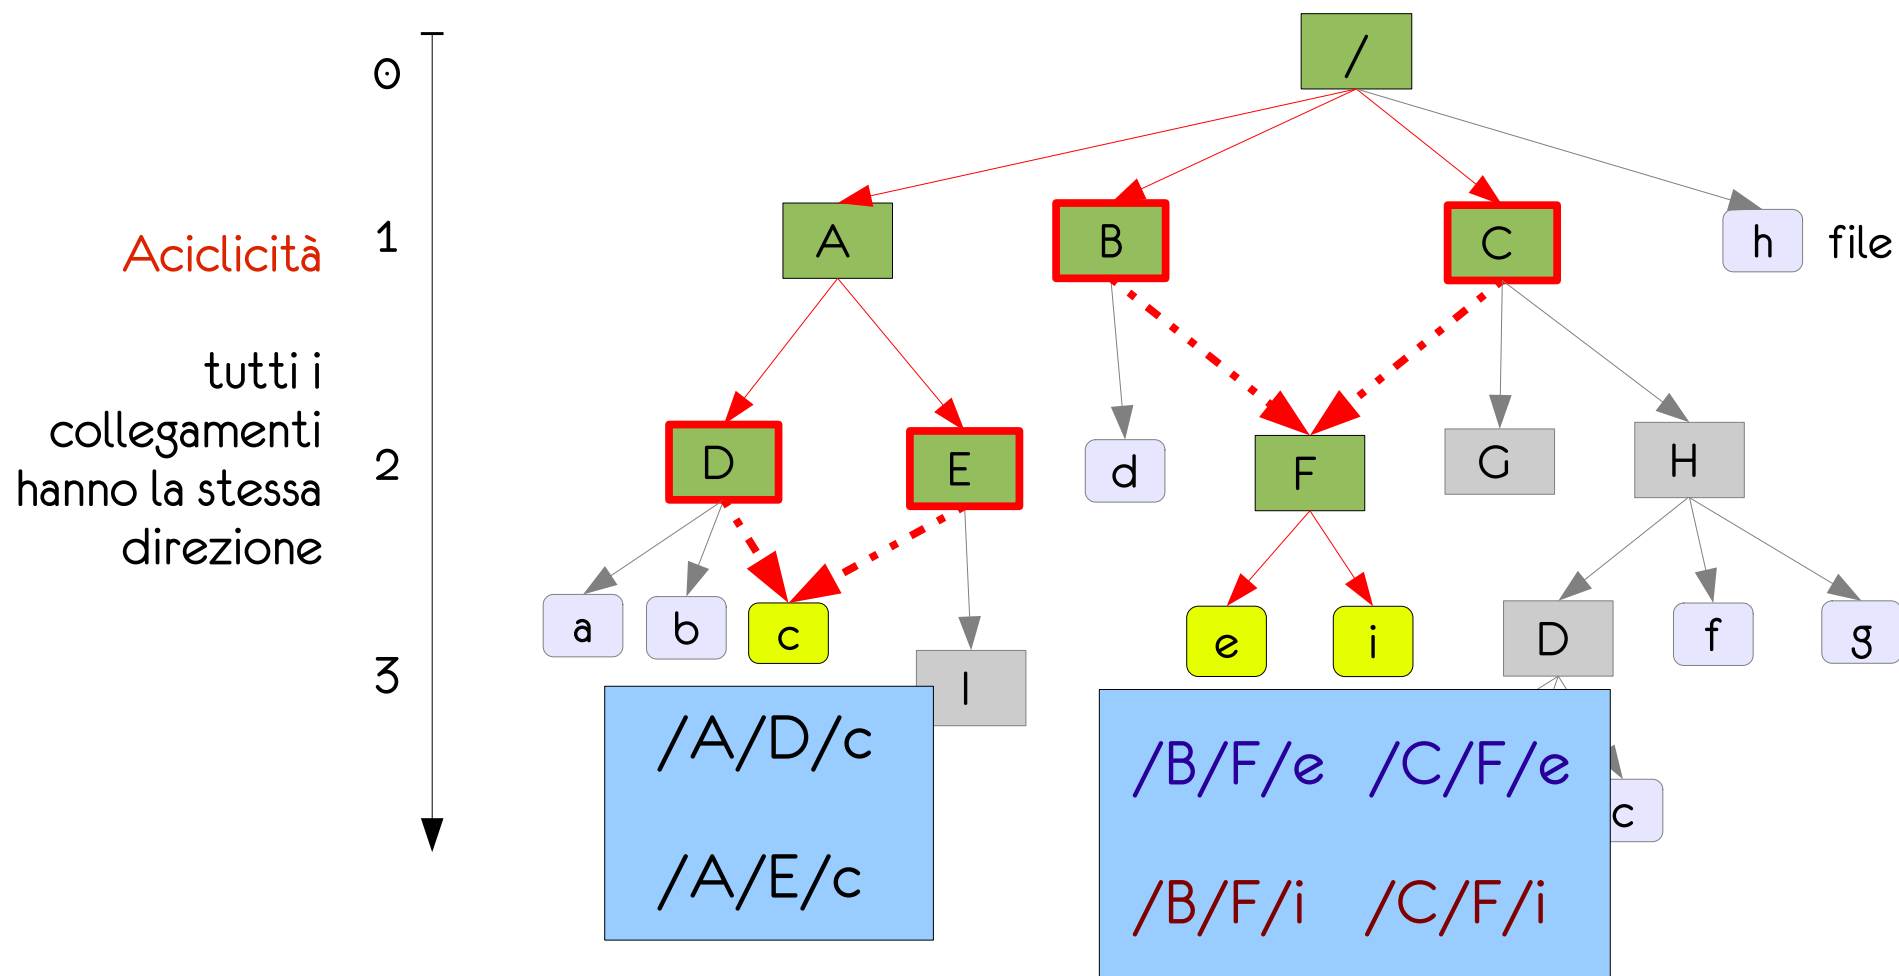 0
/
1
A
B
C
h
file
Aciclicità
tutti i
collegamenti
hanno la stessa
direzione
2
D
E
d
F
G
H
a
b
c
e
i
D
f
g
3
I
/A/D/c
/B/F/e /C/F/e
c
/A/E/c
/B/F/i /C/F/i